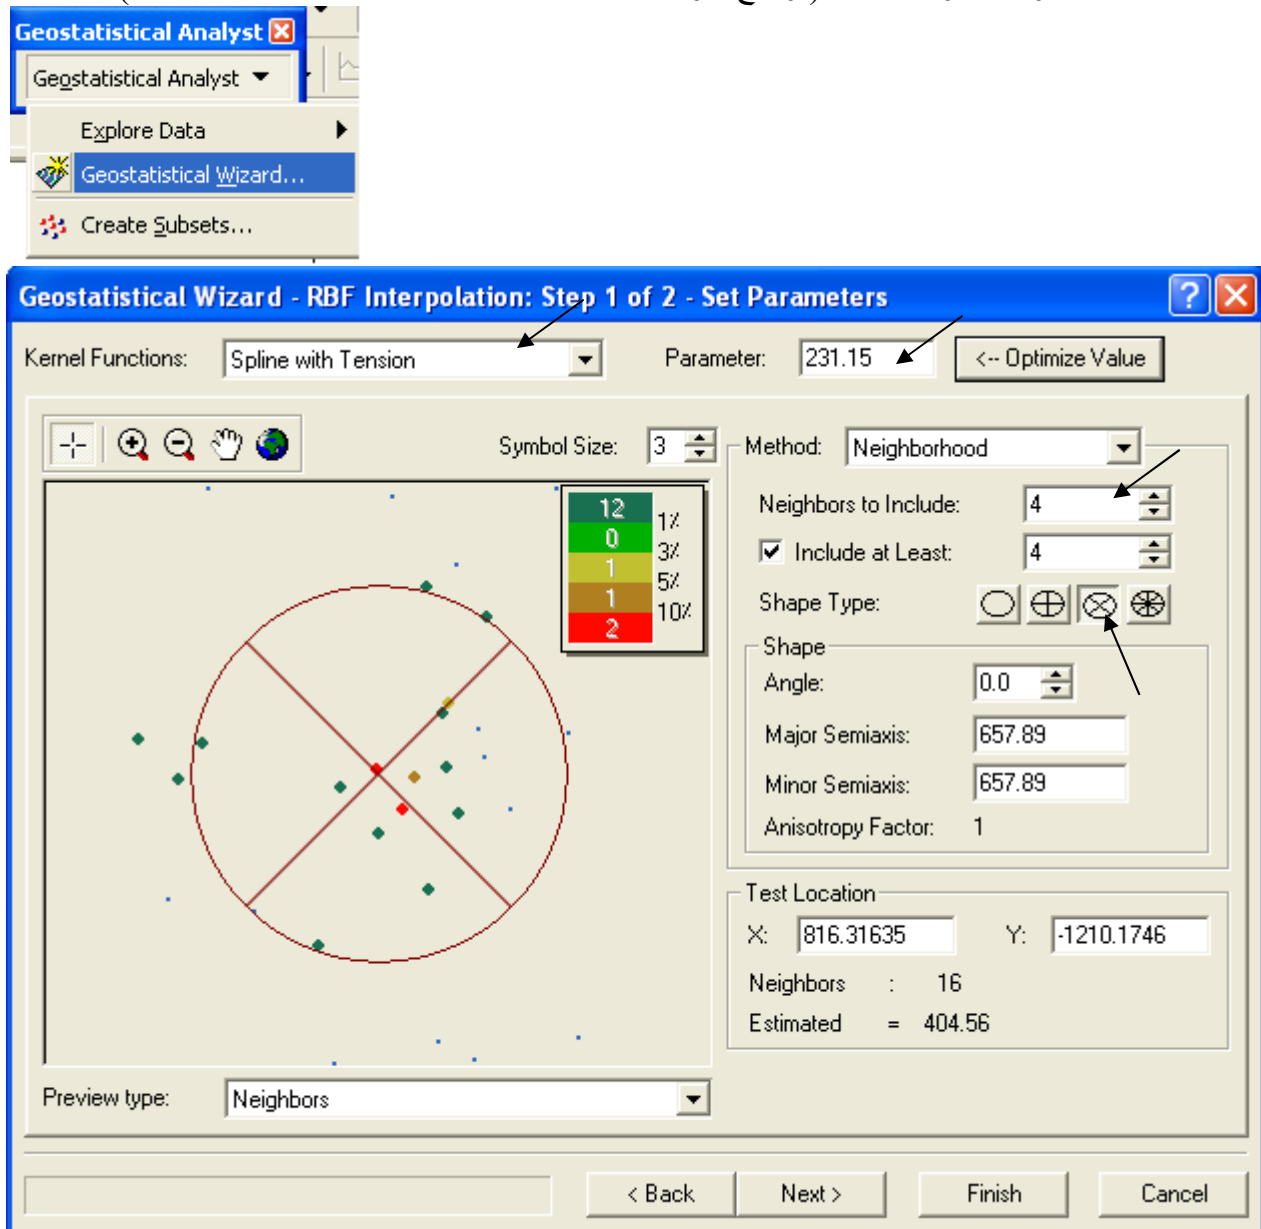 Geostatistical Analyst
Geostatistical Analyst
Explore Data
Geostatistical Wizard...
Create Subsets...
Geostatistical Wizard - RBF Interpolation: Step 1 of 2 - Set Parameters
Kernel Functions: Spline with Tension Parameter: 231.15 <-- Optimize Value
Symbol Size: 3 Method: Neighborhood
Neighbors to Include: 4
Include at Least: 4
Shape Type:
Shape
Angle: 0.0
Major Semiaxis: 657.89
Minor Semiaxis: 657.89
Anisotropy Factor: 1
12
0
1
1
2
1%
3%
5%
10%
Test Location
X: 816.31635 Y: -1210.1746
Neighbors : 16
Estimated = 404.56
Preview type: Neighbors
< Back Next > Finish Cancel